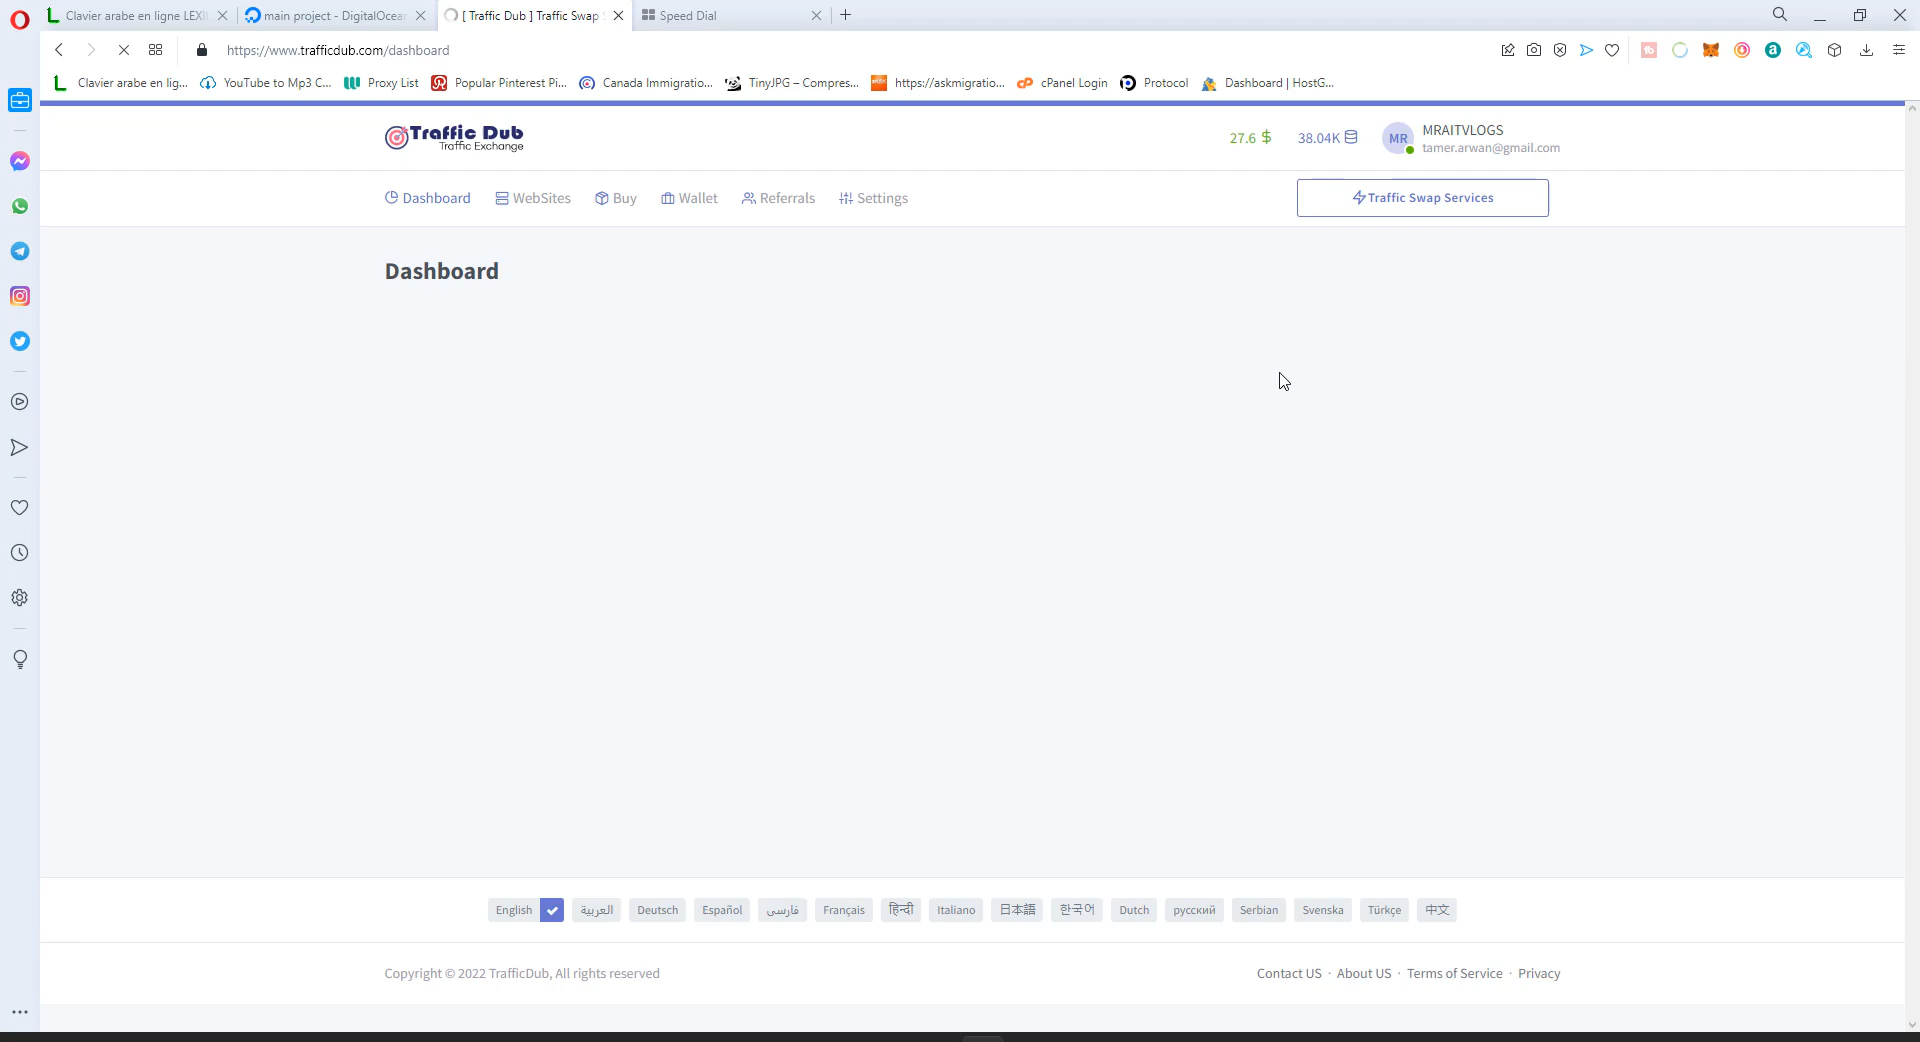 Clavier arabe en ligne LEXI
main project - DigitalOcean
[ Traffic Dub ] Traffic Swap
Speed Dial
https://www.trafficdub.com/dashboard
Clavier arabe en lig...
YouTube to Mp3 C...
Proxy List
Popular Pinterest Pi...
Canada Immigratio...
TinyJPG – Compres...
https://askmigratio...
cPanel Login
Protocol
Dashboard | HostG...
Traffic Dub
Traffic Exchange
27.6 $
38.04K
MR
MRAITVLOGS
tamer.arwan@gmail.com
Dashboard
WebSites
Buy
Wallet
Referrals
Settings
Traffic Swap Services
Dashboard
English
العربية
Deutsch
Español
فارسی
Français
हिन्दी
Italiano
日本語
한국어
Dutch
русский
Serbian
Svenska
Türkçe
中文
Copyright © 2022 TrafficDub, All rights reserved
Contact US · About US · Terms of Service · Privacy